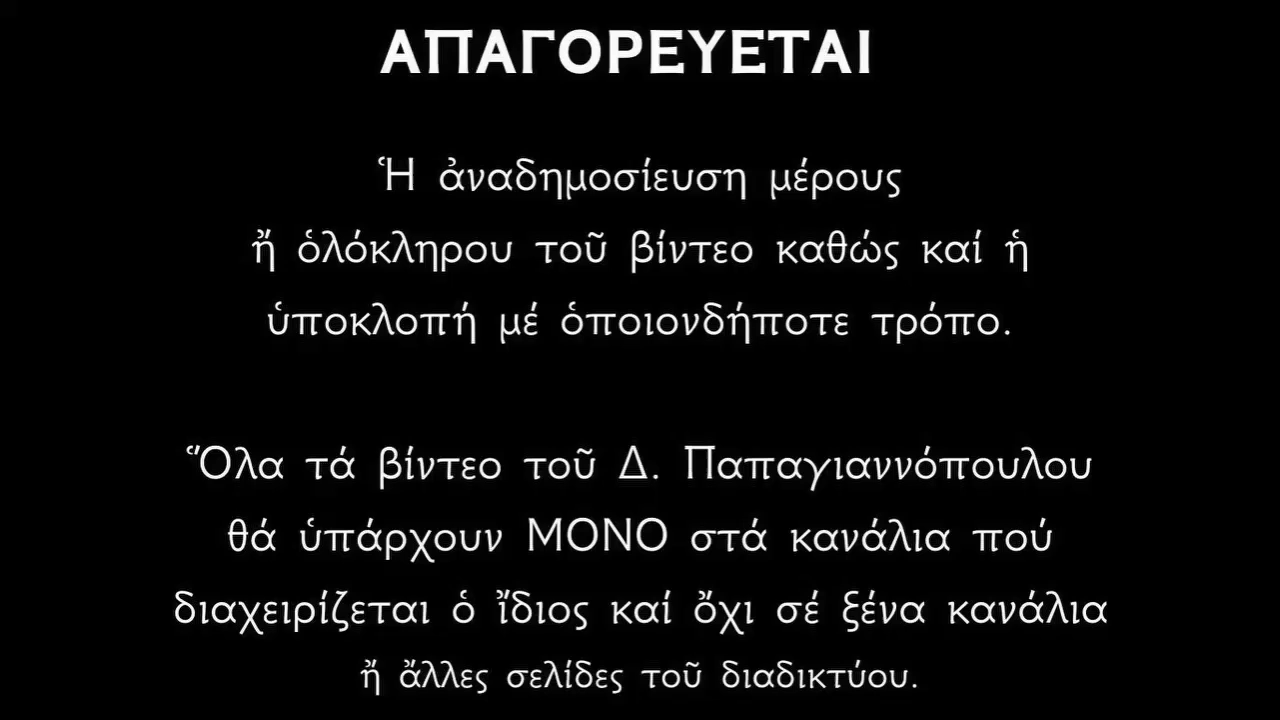 ΑΠΑΓΟΡΕΥΕΤΑΙ
Ἡ ἀναδημοσίευση μέρους
ἤ ὁλόκληρου τοῦ βίντεο καθώς καί ἡ
ὑποκλοπή μέ ὁποιονδήποτε τρόπο.
Ὅλα τά βίντεο τοῦ Δ. Παπαγιαννόπουλου
θά ὑπάρχουν ΜΟΝΟ στά κανάλια πού
διαχειρίζεται ὁ ἴδιος καί ὄχι σέ ξένα κανάλια
ἤ ἄλλες σελίδες τοῦ διαδικτύου.